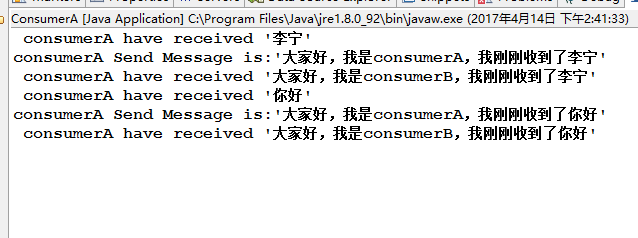 ConsumerA [Java Application] C:\Program Files\Java\jre1.8.0_92\bin\javaw.exe (2017年4月14日 下午2:41:33)
consumerA have received '李宁'
consumerA Send Message is:'大家好，我是consumerA，我刚刚收到了李宁'
consumerA have received '大家好，我是consumerB，我刚刚收到了李宁'
consumerA have received '你好'
consumerA Send Message is:'大家好，我是consumerA，我刚刚收到了你好'
consumerA have received '大家好，我是consumerB，我刚刚收到了你好'